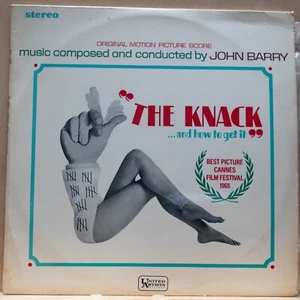 stereo
ORIGINAL MOTION PICTURE SCORE
music composed and conducted by JOHN BARRY
"THE KNACK
...and how to get it"
BEST PICTURE
CANNES
FILM FESTIVAL
1965
UNITED
ARTISTS